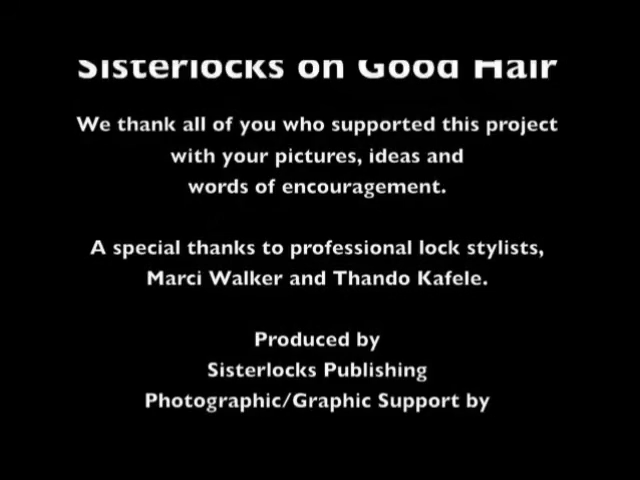 Sisterlocks on Good Hair
We thank all of you who supported this project
with your pictures, ideas and
words of encouragement.
A special thanks to professional lock stylists,
Marci Walker and Thando Kafele.
Produced by
Sisterlocks Publishing
Photographic/Graphic Support by